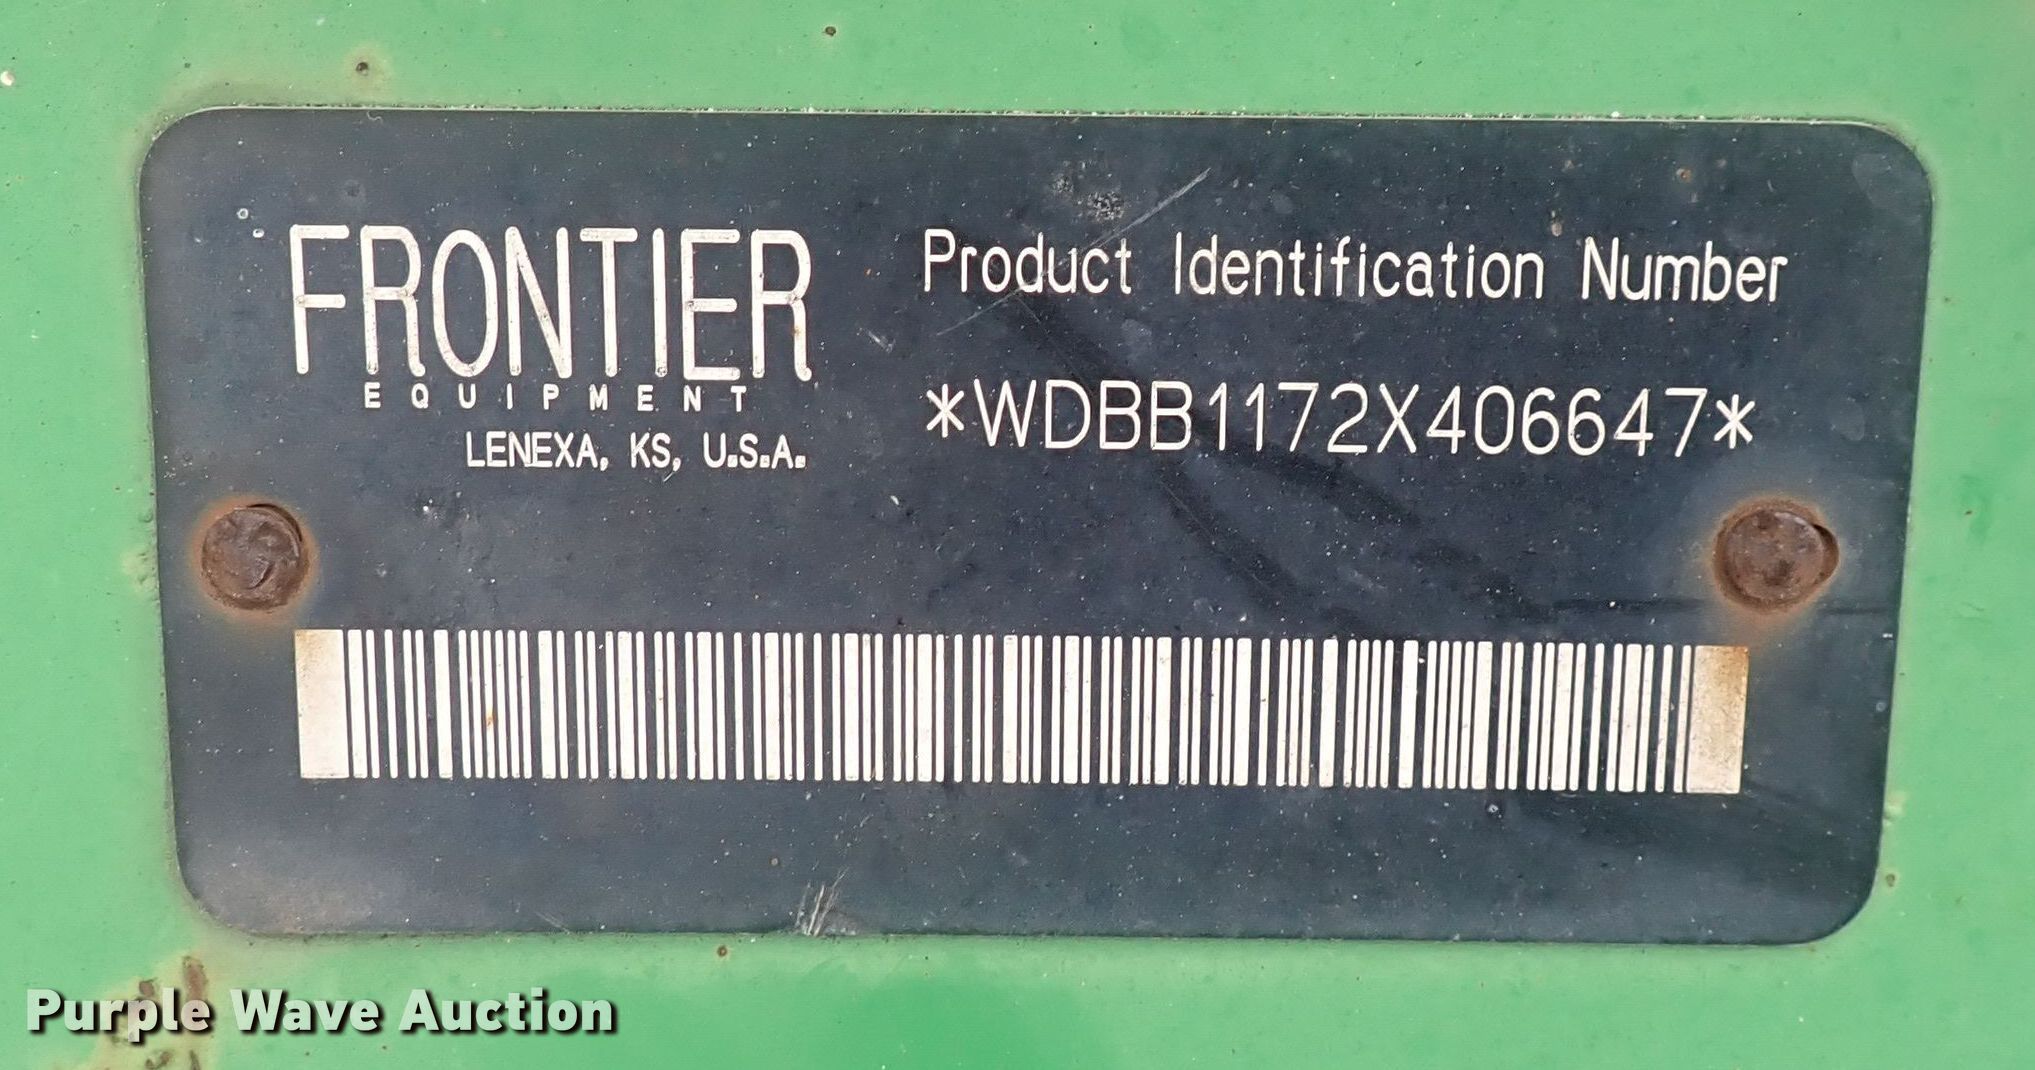 FRONTIER
EQUIPMENT
LENEXA, KS, U.S.A.
Product Identification Number
*WDBB1172X406647*
Purple Wave Auction